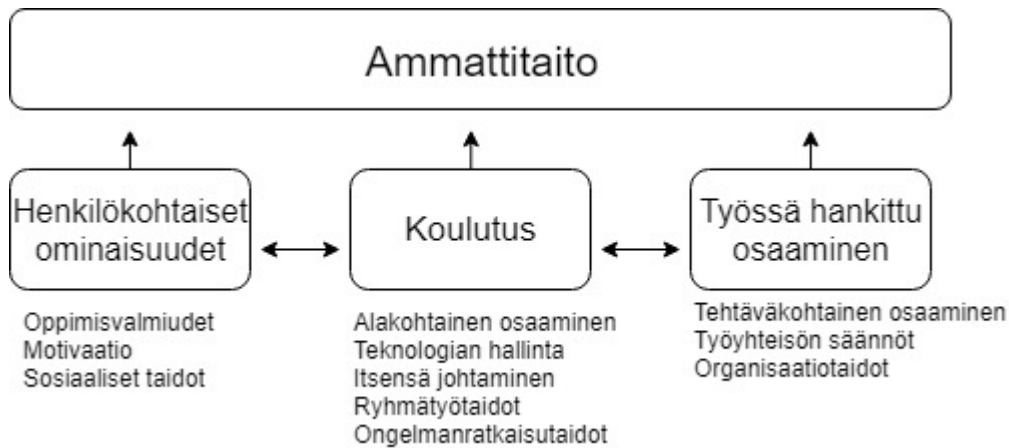 Ammattitaito
Henkilökohtaiset
ominaisuudet
Koulutus
Työssä hankittu
osaaminen
Oppimisvalmiudet
Motivaatio
Sosiaaliset taidot
Alakohtainen osaaminen
Teknologian hallinta
Itsensä johtaminen
Ryhmätyötaidot
Ongelmanratkaisutaidot
Tehtäväkohtainen osaaminen
Työyhteisön säännöt
Organisaatiotaidot